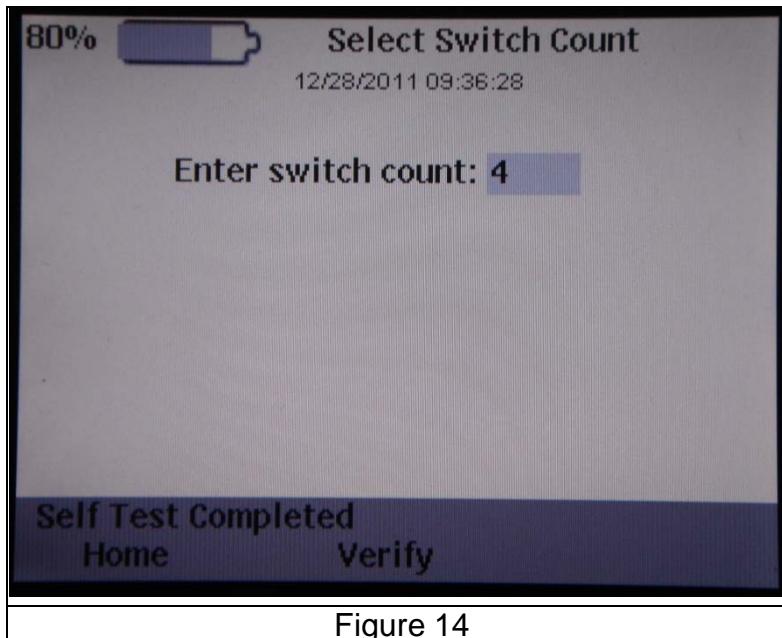 80% Select Switch Count
12/28/2011 09:36:28
Enter switch count: 4
Self Test Completed
Home Verify
Figure 14